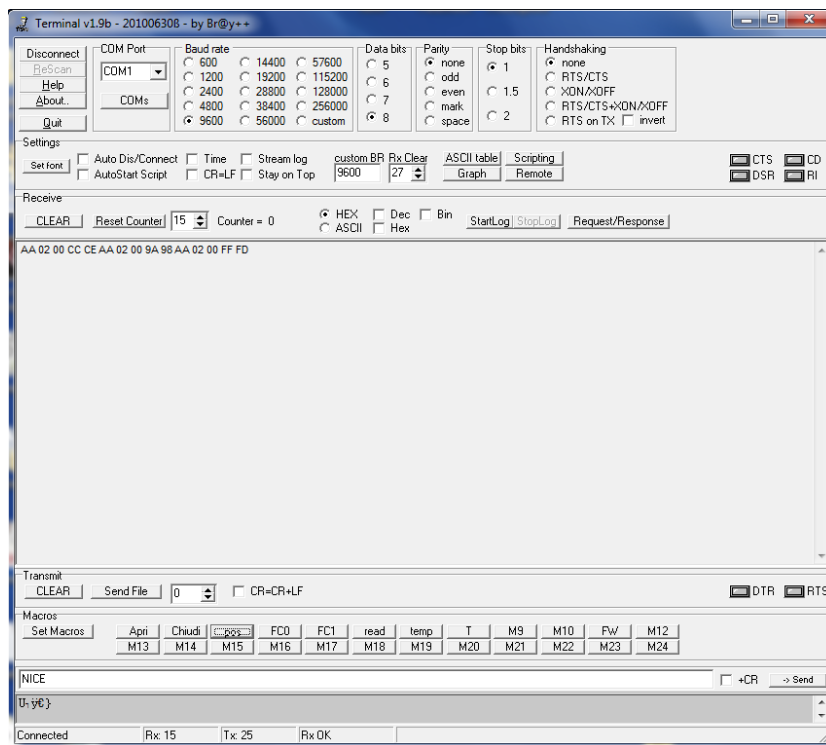 Terminal v1.9b - 20100630ß - by Br@y++
Disconnect
ReScan
Help
About..
Quit
COM Port
COM1
COMs
Baud rate
600 14400 57600
1200 19200 115200
2400 28800 128000
4800 38400 256000
9600 56000 custom
Data bits
5
6
7
8
Parity
none
odd
even
mark
space
Stop bits
1
1.5
2
Handshaking
none
RTS/CTS
XON/XOFF
RTS/CTS+XON/XOFF
RTS on TX invert
Settings
Set font
Auto Dis/Connect Time Stream log
AutoStart Script CR=LF Stay on Top
custom BR Rx Clear
9600 27
ASCII table Scripting
Graph Remote
CTS CD
DSR RI
Receive
CLEAR Reset Counter 15 Counter = 0
HEX Dec Bin
ASCII Hex
StartLog StopLog Request/Response
AA 02 00 CC CE AA 02 00 9A 98 AA 02 00 FF FD
Transmit
CLEAR Send File 0 CR=CR+LF DTR RTS
Macros
Set Macros Apri Chiudi pos FC0 FC1 read temp T M9 M10 FW M12
M13 M14 M15 M16 M17 M18 M19 M20 M21 M22 M23 M24
NICE +CR -> Send
Connected Rx: 15 Tx: 25 Rx OK